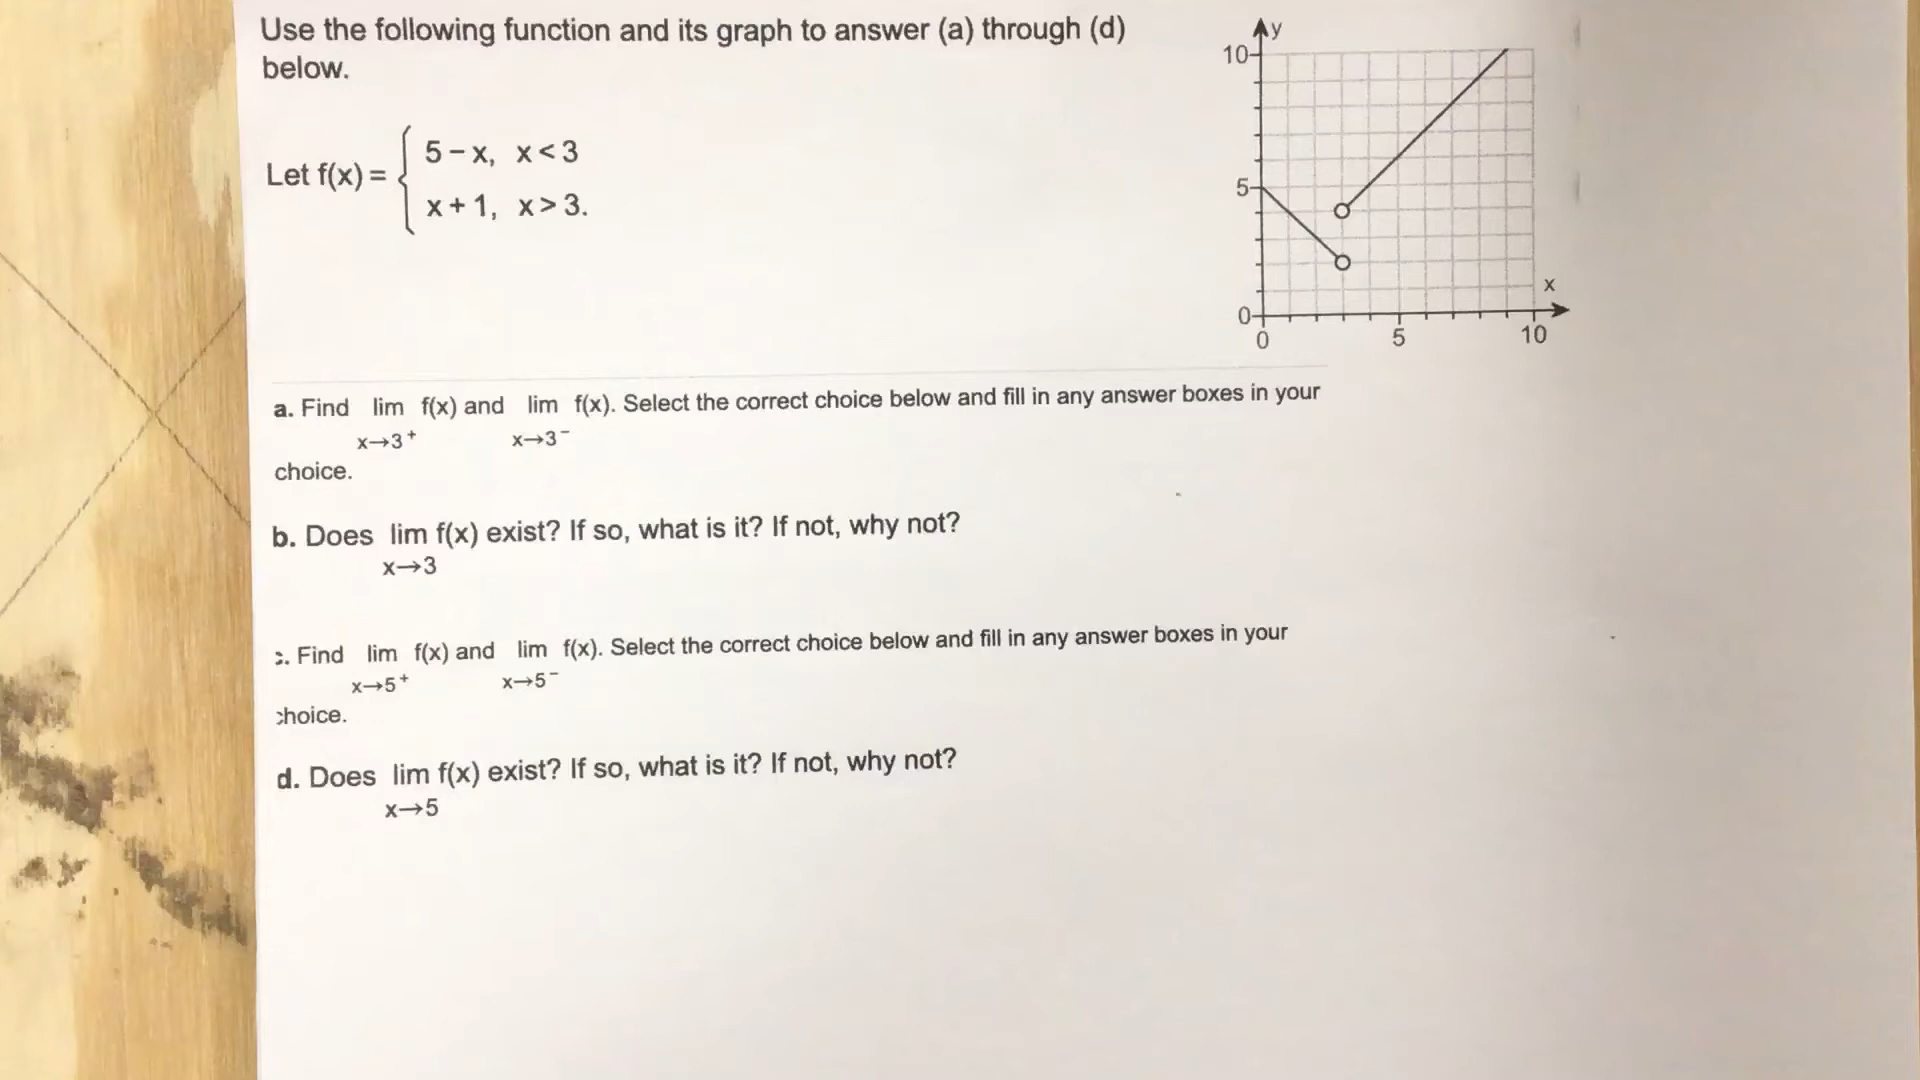 Use the following function and its graph to answer (a) through (d)
below.
5 − x, x < 3
Let f(x) =
x + 1, x > 3.
y
10
5
0
0
5
10
x
a. Find lim f(x) and lim f(x). Select the correct choice below and fill in any answer boxes in your
x→3⁺ x→3⁻
choice.
b. Does lim f(x) exist? If so, what is it? If not, why not?
x→3
. Find lim f(x) and lim f(x). Select the correct choice below and fill in any answer boxes in your
x→5⁺ x→5⁻
choice.
d. Does lim f(x) exist? If so, what is it? If not, why not?
x→5